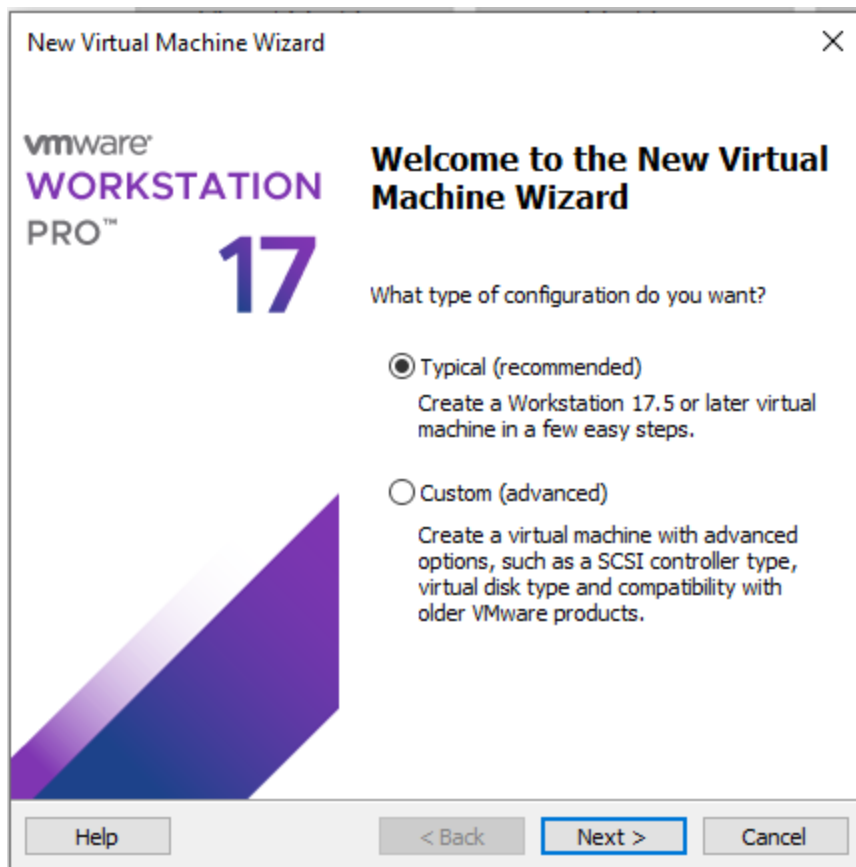 New Virtual Machine Wizard
vmware
WORKSTATION
PRO™
17
Welcome to the New Virtual
Machine Wizard
What type of configuration do you want?
Typical (recommended)
Create a Workstation 17.5 or later virtual
machine in a few easy steps.
Custom (advanced)
Create a virtual machine with advanced
options, such as a SCSI controller type,
virtual disk type and compatibility with
older VMware products.
Help
< Back
Next >
Cancel